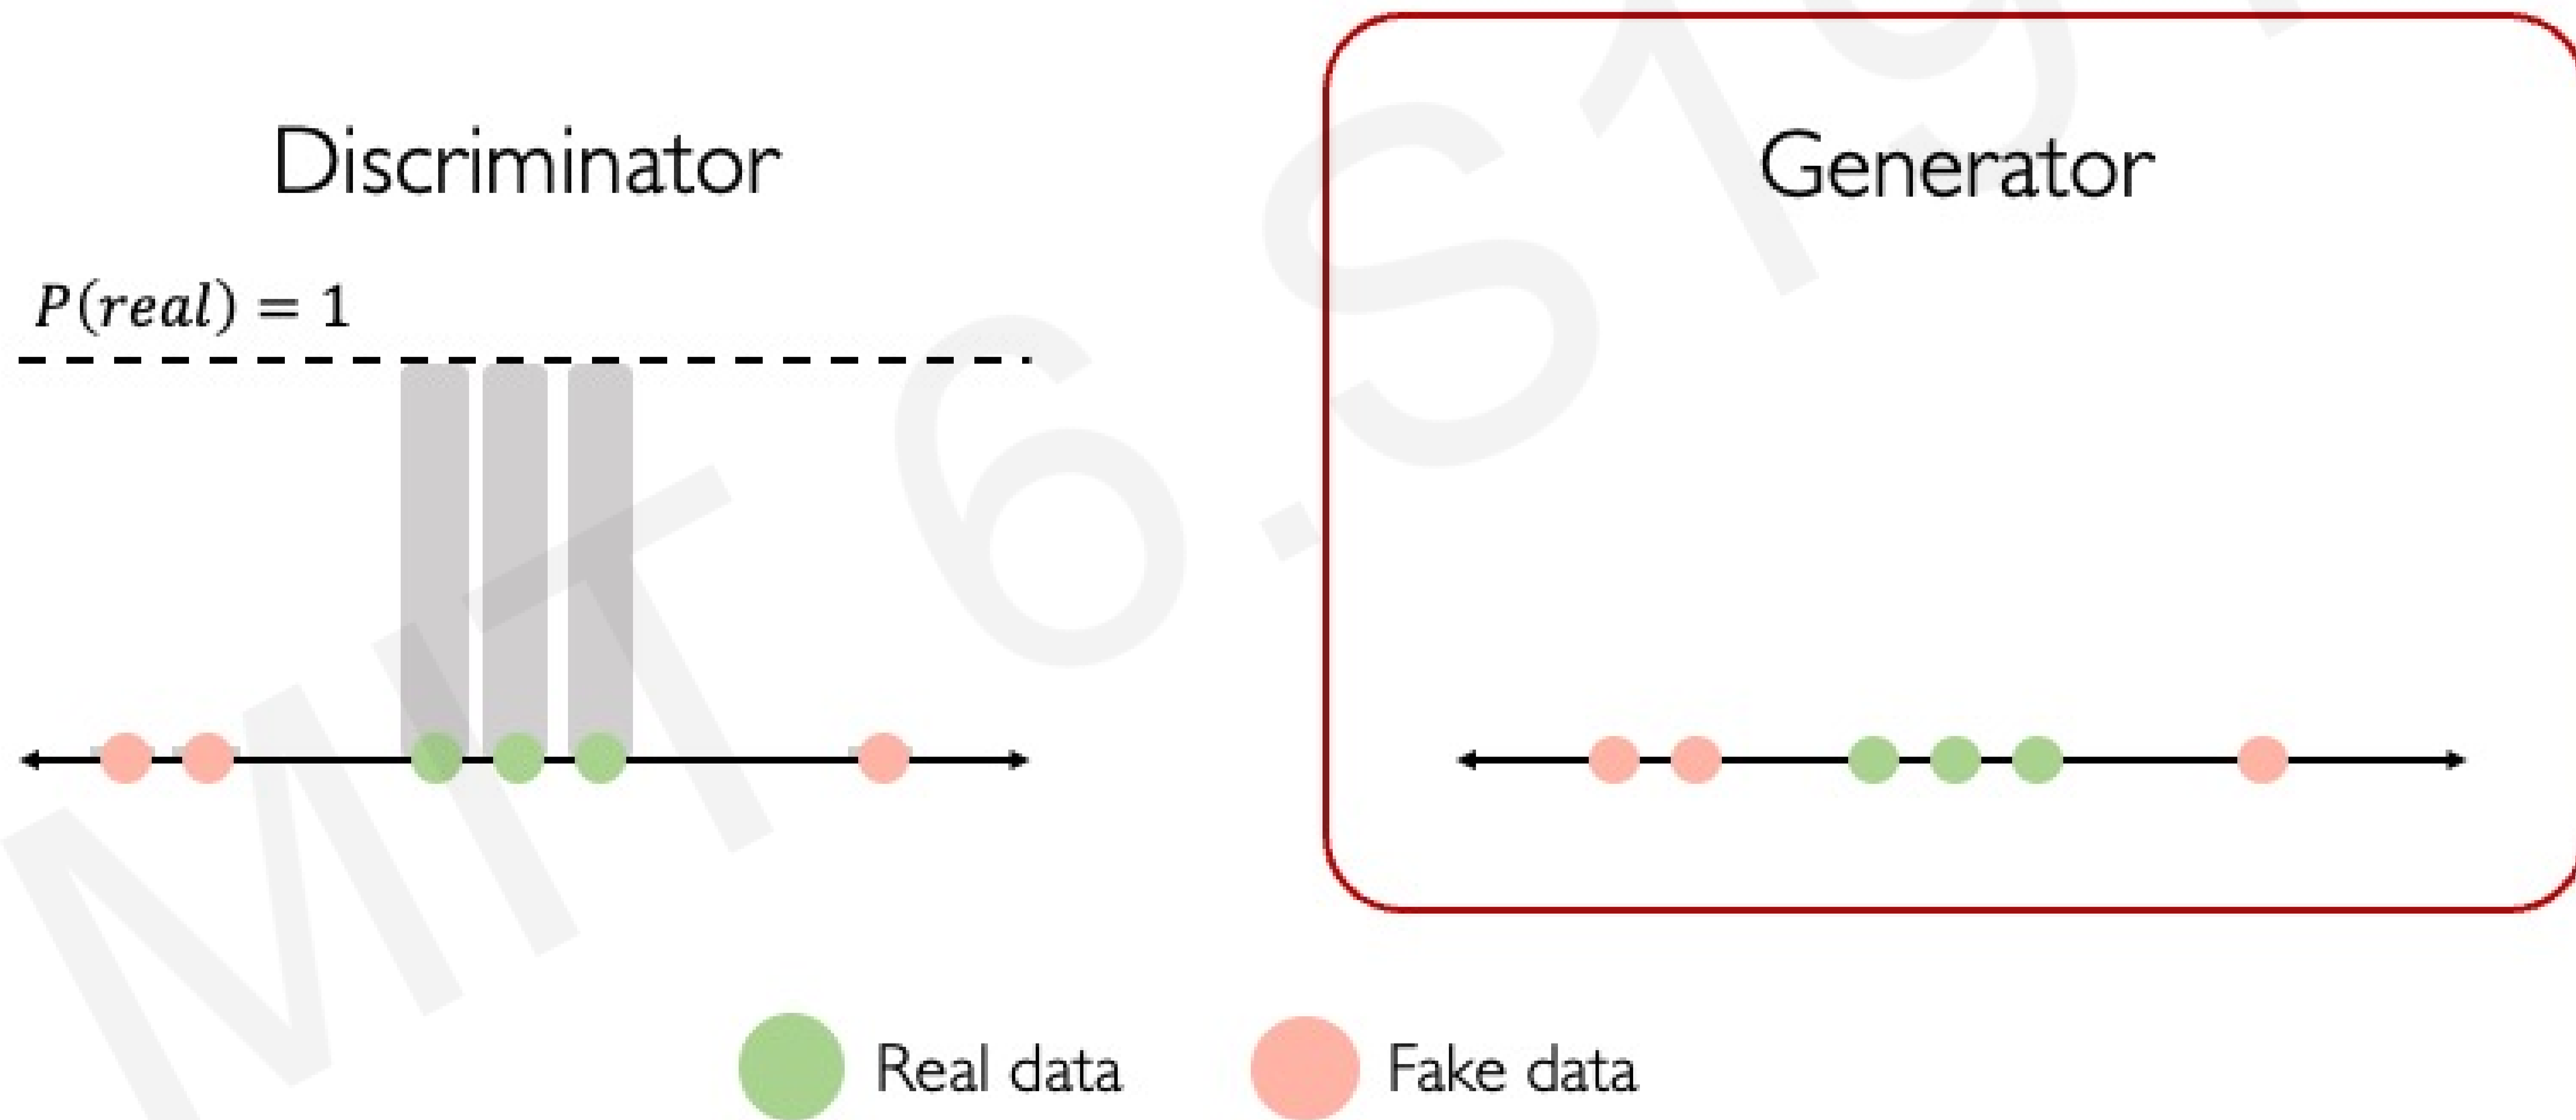 Discriminator
Generator
P(real) = 1
Real data
Fake data
MIT 6.S19